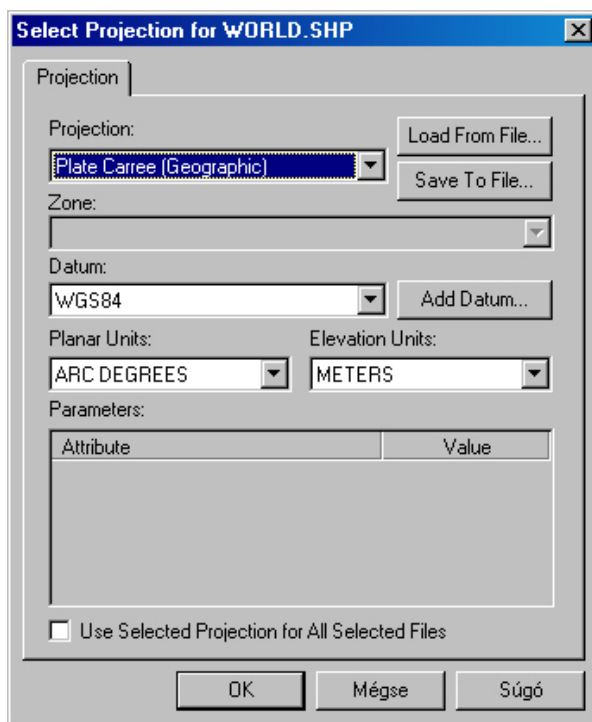 Select Projection for WORLD.SHP
Projection
Projection:
Load From File...
Plate Carree (Geographic)
Save To File...
Zone:
Datum:
WGS84
Add Datum...
Planar Units:
Elevation Units:
ARC DEGREES
METERS
Parameters:
Attribute
Value
Use Selected Projection for All Selected Files
OK
Mégse
Súgó